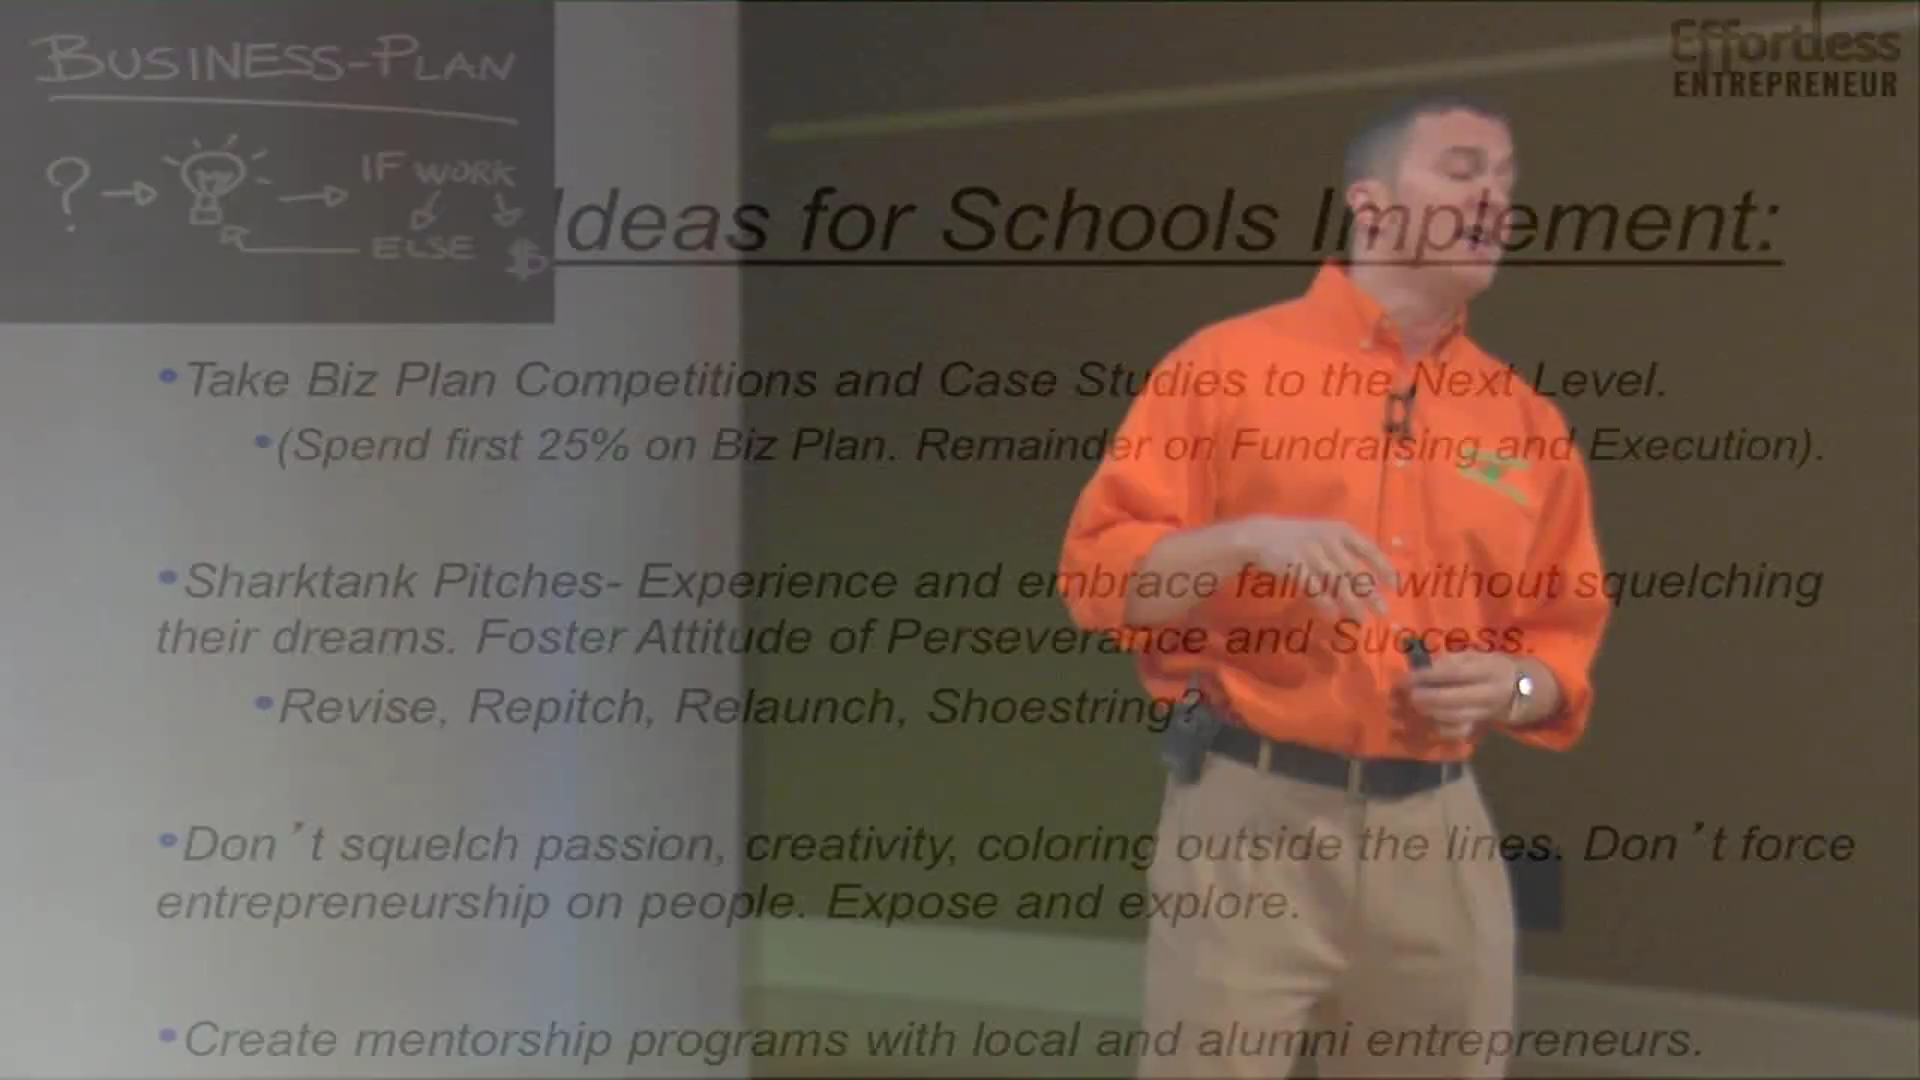 BUSINESS-PLAN
? IF WORK
ELSE $
Effortless
ENTREPRENEUR
Ideas for Schools Implement:
•Take Biz Plan Competitions and Case Studies to the Next Level.
•(Spend first 25% on Biz Plan. Remainder on Fundraising and Execution).
•Sharktank Pitches- Experience and embrace failure without squelching
their dreams. Foster Attitude of Perseverance and Success.
•Revise, Repitch, Relaunch, Shoestring?
•Don’t squelch passion, creativity, coloring outside the lines. Don’t force
entrepreneurship on people. Expose and explore.
•Create mentorship programs with local and alumni entrepreneurs.